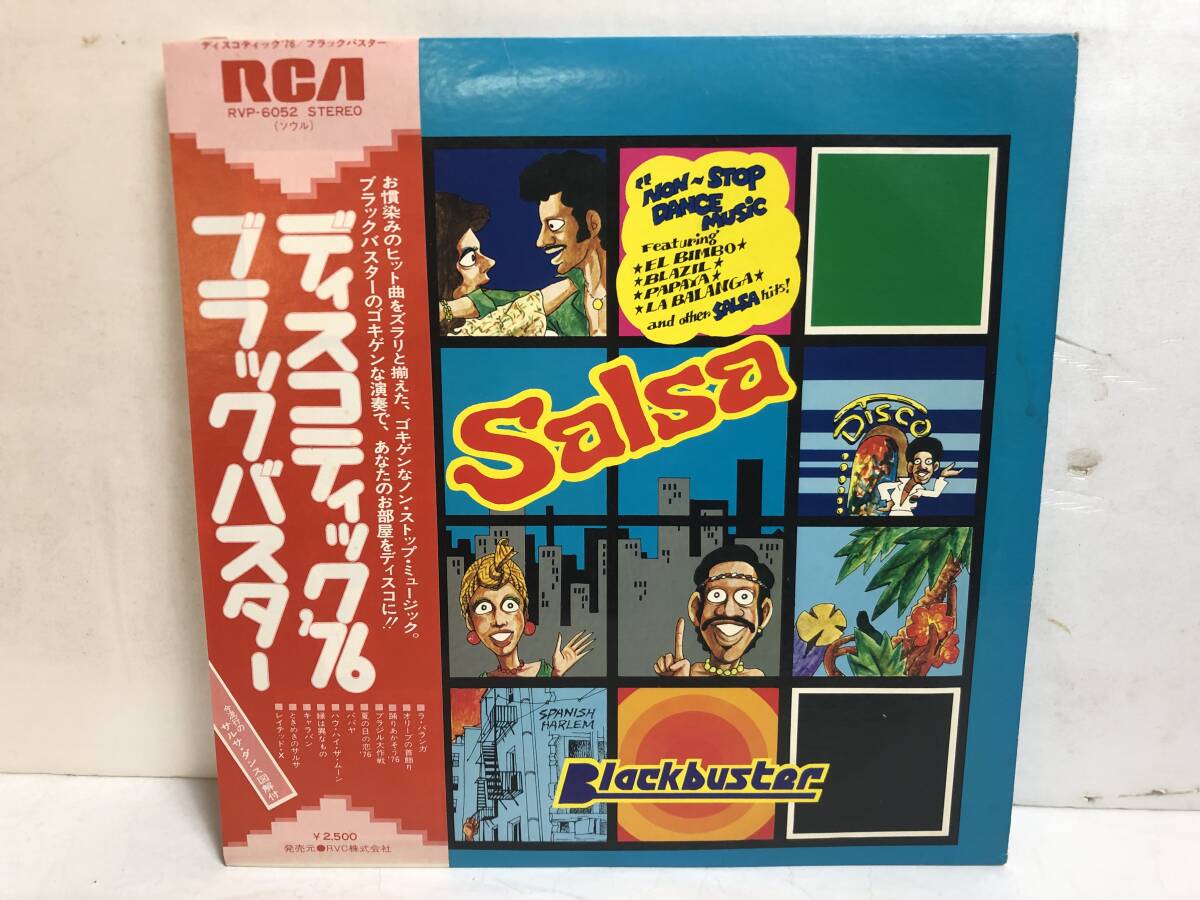 ディスコティック'76/ブラックバスター
RCA
RVP-6052 STEREO
(ソウル)
お慣染みのヒット曲をズラリと揃えた、ゴキゲンなノン・ストップ・ミュージック。
ブラックバスターのゴキゲンな演奏で、あなたのお部屋をディスコに!!
ディスコティック'76
ブラックバスター
■ラ・バランガ
■オリーブの首飾り
■踊りあかそう'76
■ブラジル大作戦
■夏の日の恋'76
■パパヤ
■ハウ・ハイ・ザ・ムーン
■縁は異なもの
■キャラバン
■ときめきのサルサ
■レイテッド・X
今流行の
サルサ・ダンス図解付
¥2,500
発売元●RVC株式会社
"NON~STOP
DANCE
MUSIC
Featuring
★EL BIMBO★
★BLAZIL★
★PAPAYA★
★LA BALANGA★
and other SALSA hits!
Salsa
Disco
SPANISH
HARLEM
Blackbuster